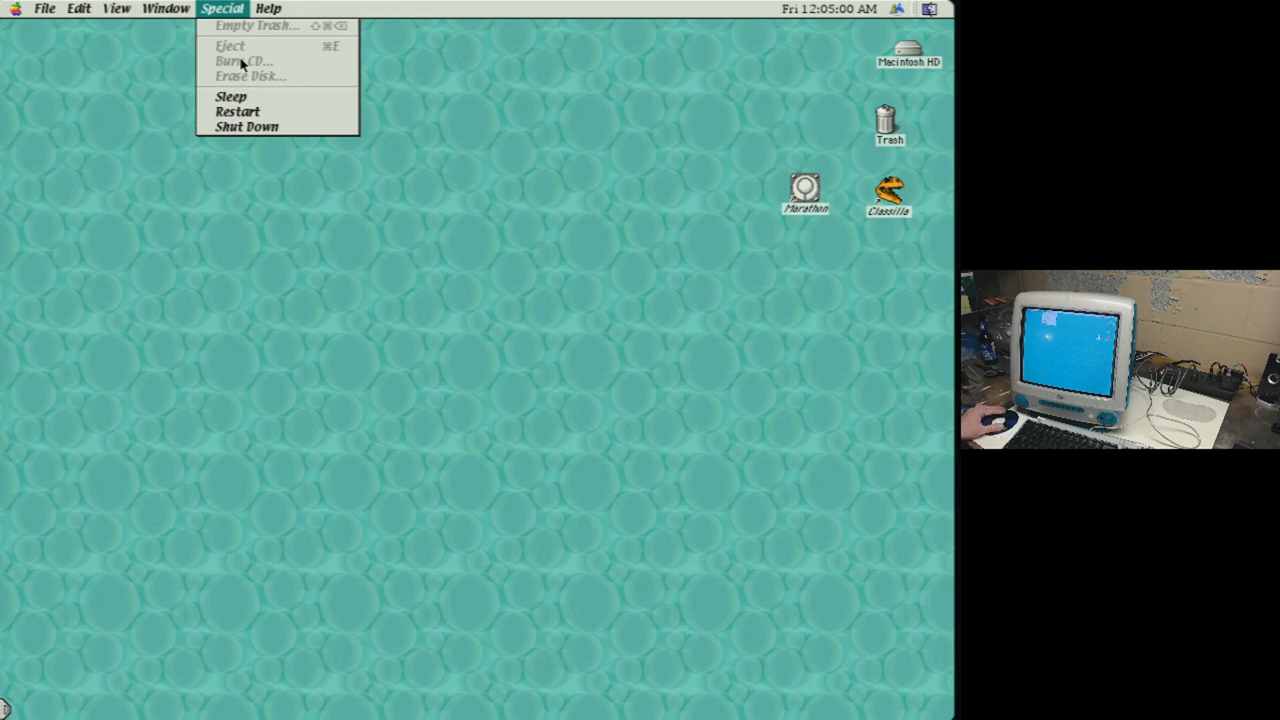 File Edit View Window Special Help Fri 12:05:00 AM
Empty Trash... ⇧⌘⌫
Eject ⌘E
Burn CD...
Erase Disk...
Sleep
Restart
Shut Down
Macintosh HD
Trash
Marathon Classilla